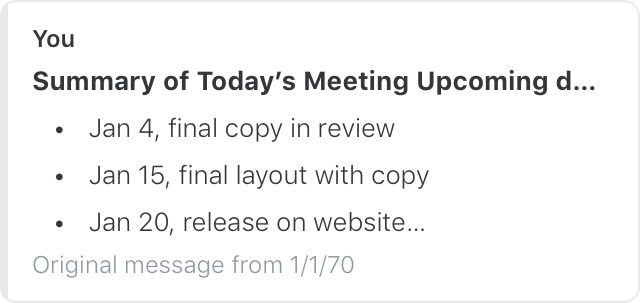 You
Summary of Today’s Meeting Upcoming d...
• Jan 4, final copy in review
• Jan 15, final layout with copy
• Jan 20, release on website...
Original message from 1/1/70